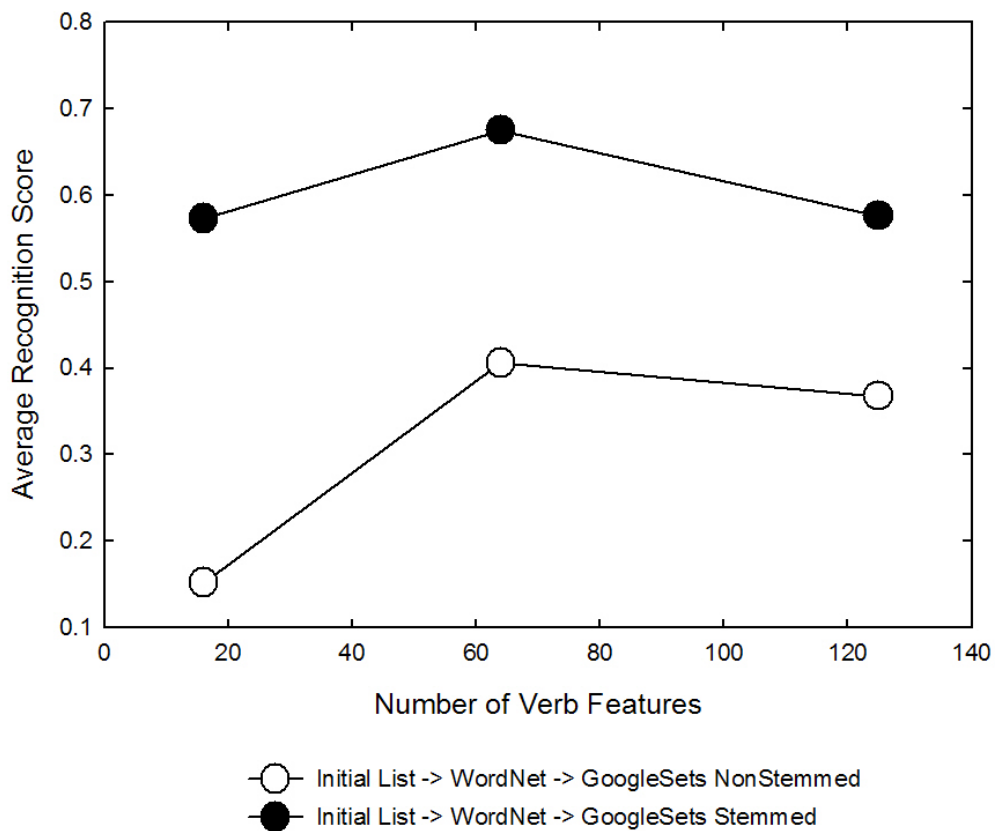 0.8
0.7
0.6
0.5
0.4
0.3
0.2
0.1
Average Recognition Score
0 20 40 60 80 100 120 140
Number of Verb Features
Initial List -> WordNet -> GoogleSets NonStemmed
Initial List -> WordNet -> GoogleSets Stemmed